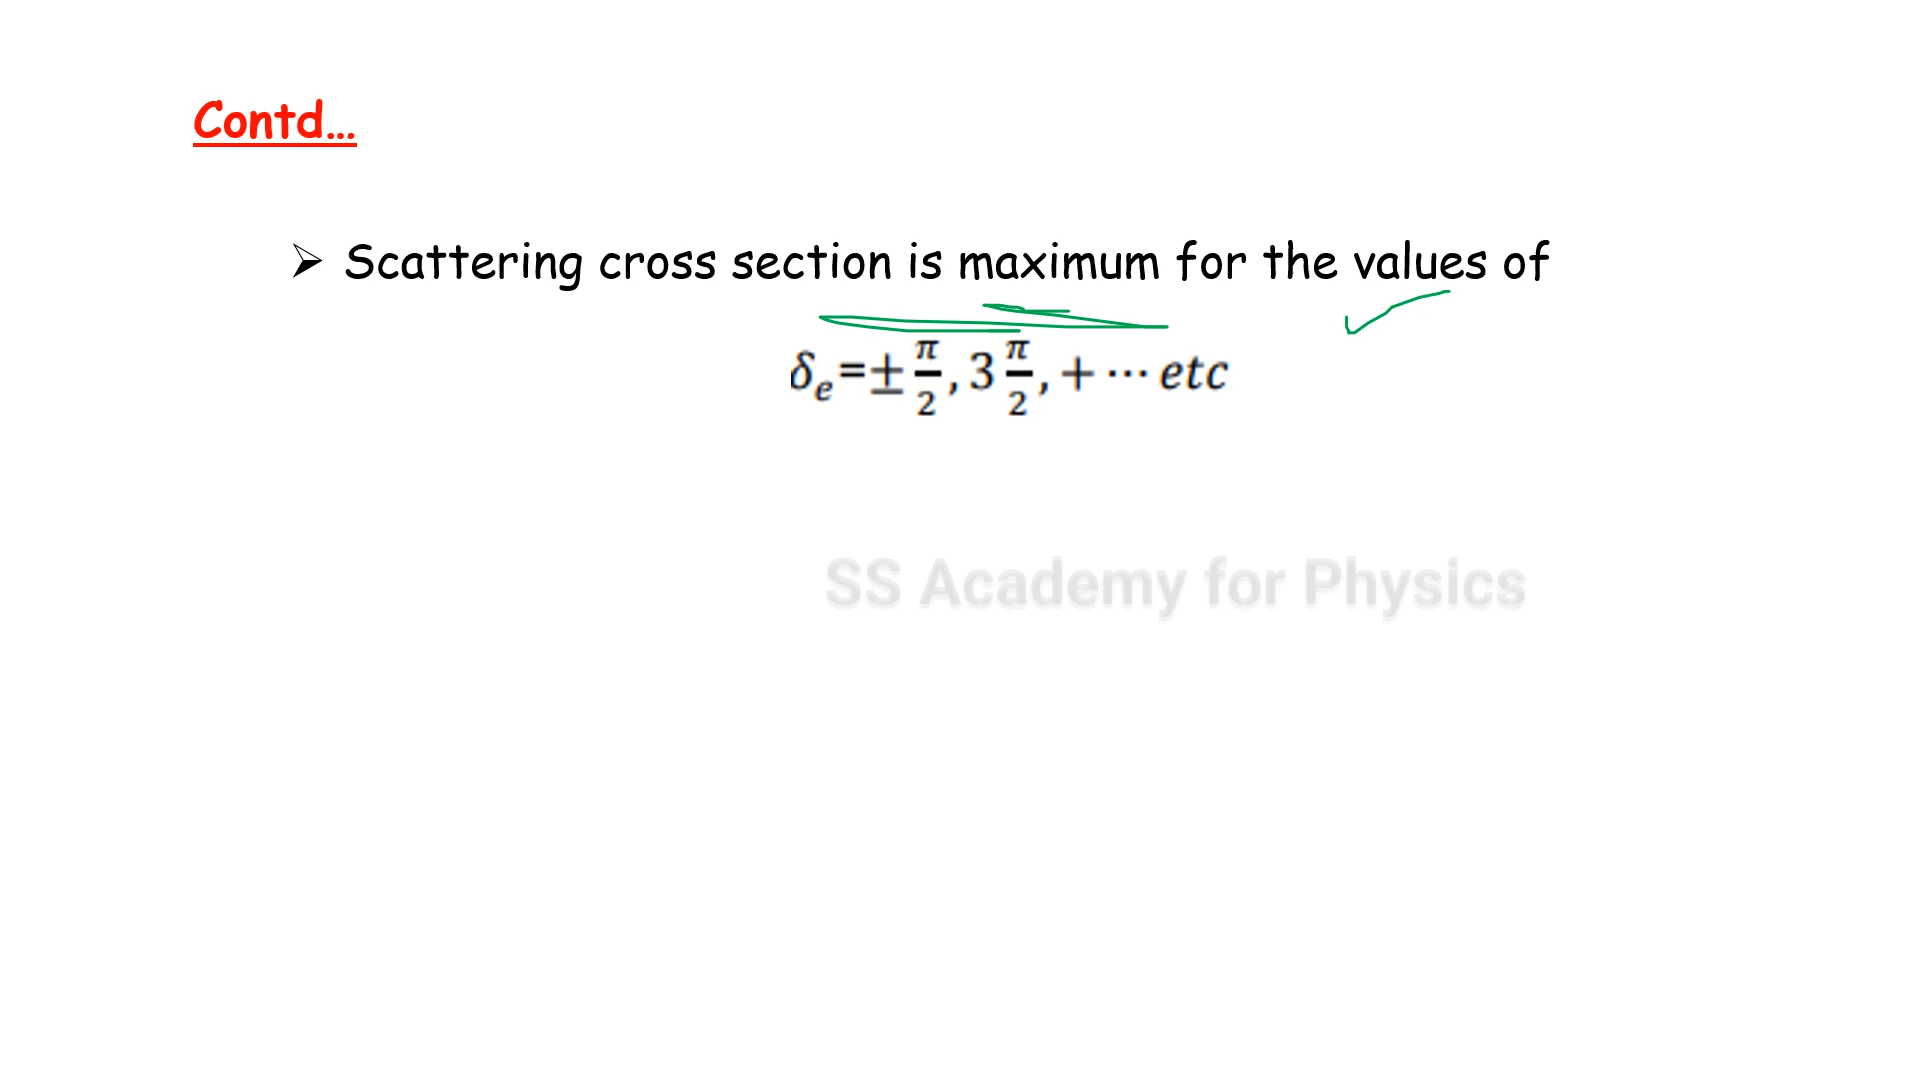 Contd...
➢ Scattering cross section is maximum for the values of
δₑ=±π/2, 3π/2, + ⋯ etc
SS Academy for Physics